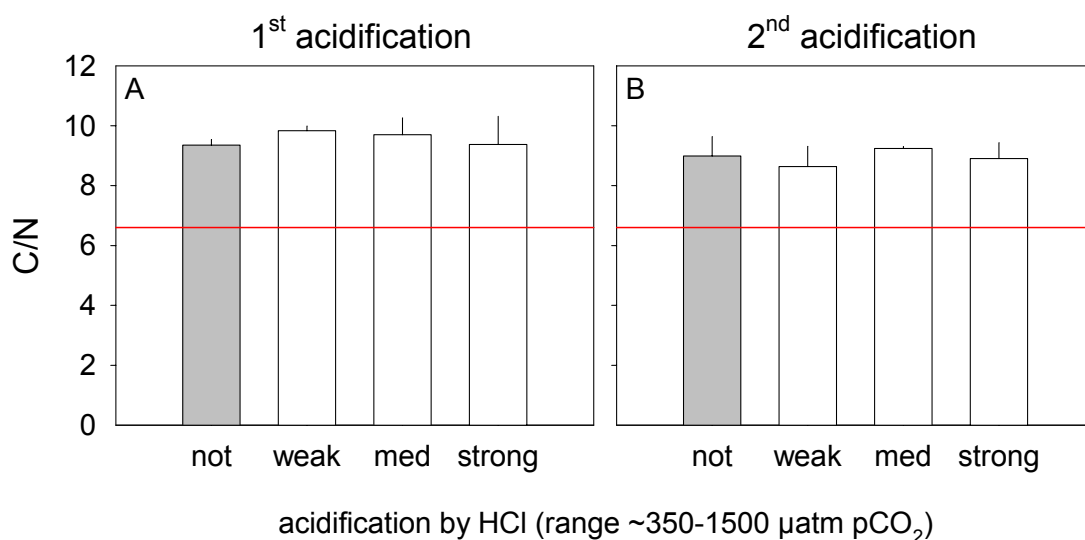 1st acidification
2nd acidification
A
B
C/N
12
10
8
6
4
2
0
not weak med strong
not weak med strong
acidification by HCl (range ~350-1500 µatm pCO2)